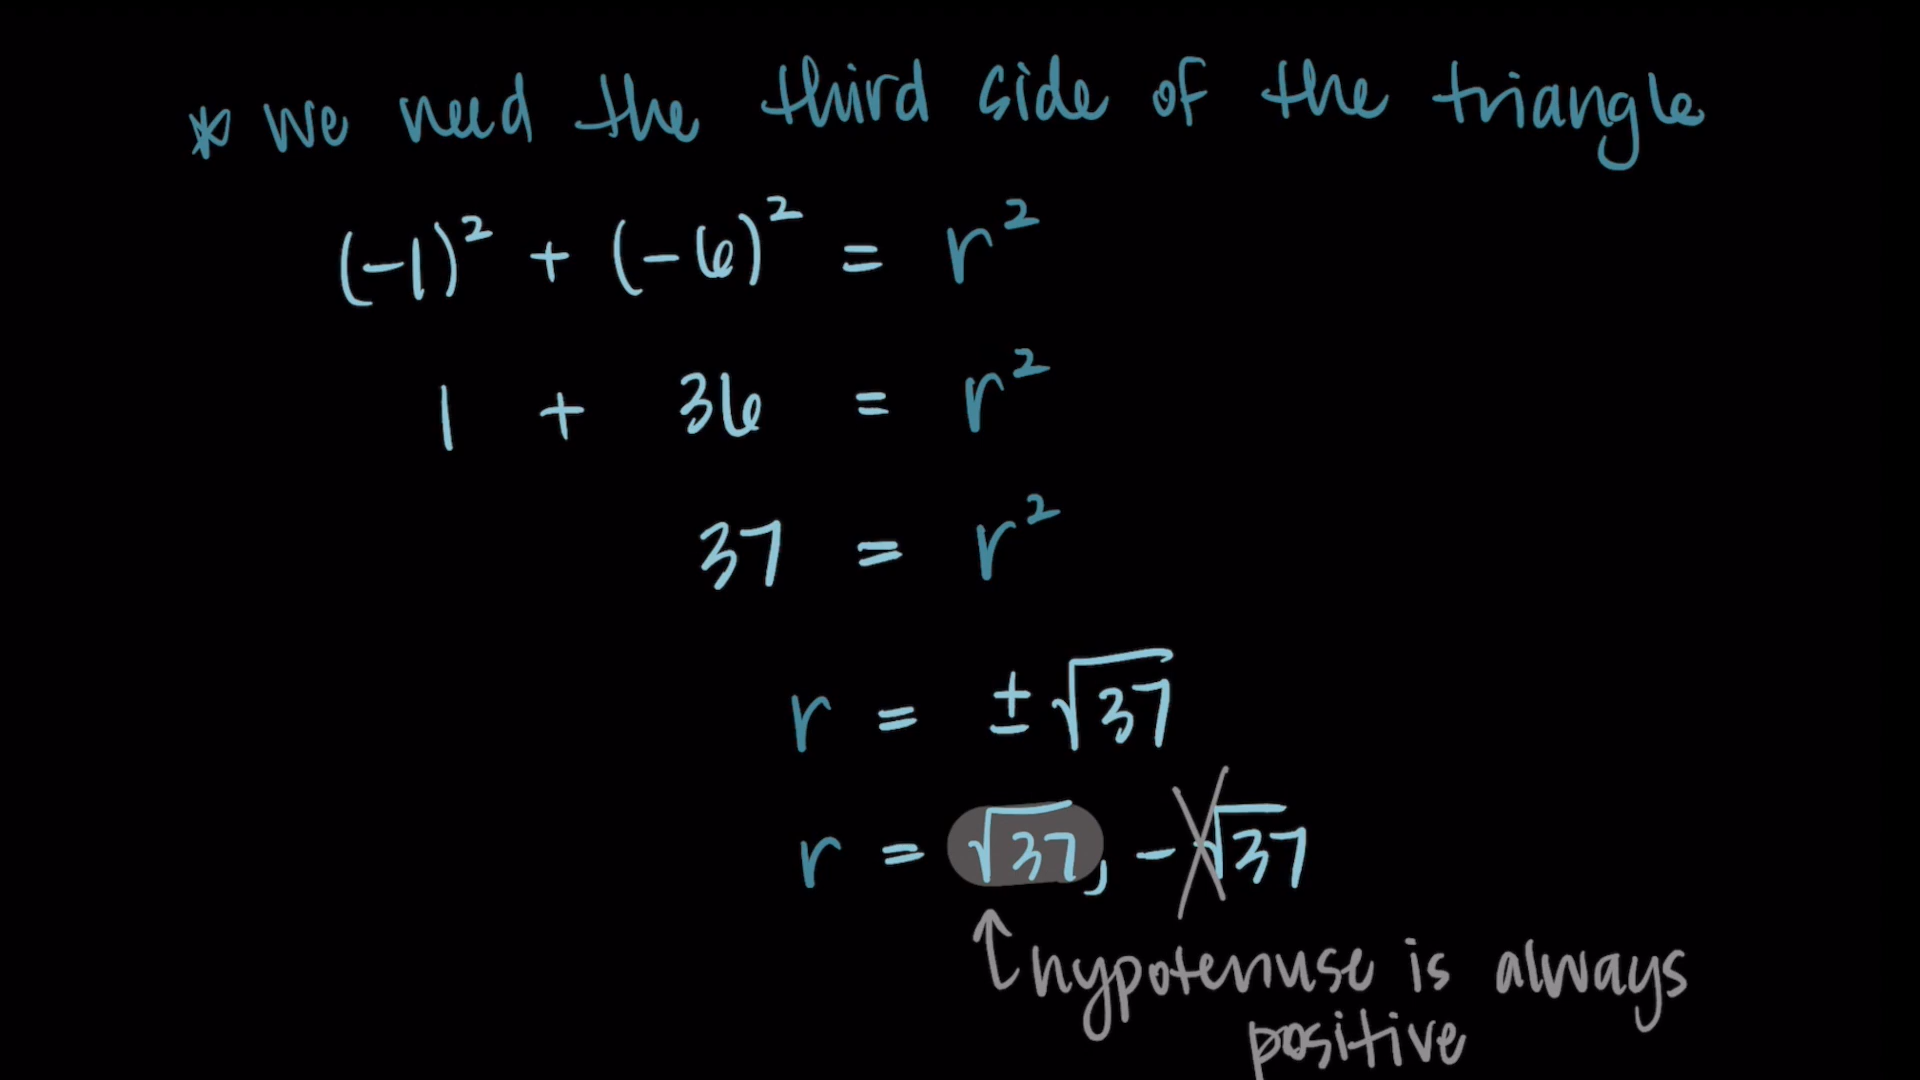 * we need the third side of the triangle
(-1)² + (-6)² = r²
1 + 36 = r²
37 = r²
r = ±√37
r = √37, -√37
hypotenuse is always
positive